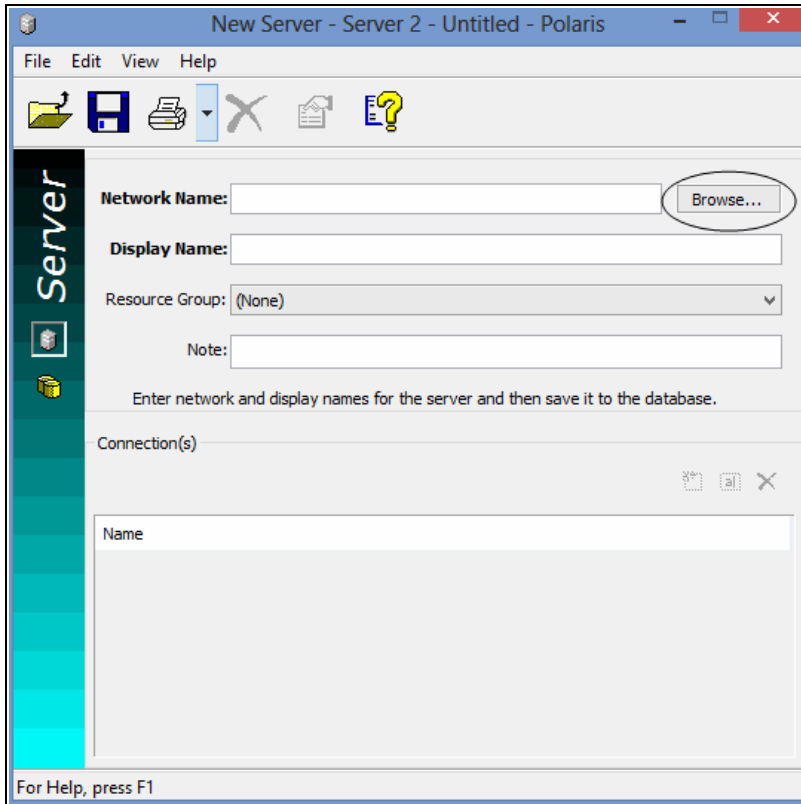 New Server - Server 2 - Untitled - Polaris
File Edit View Help
Server
Network Name: Browse...
Display Name:
Resource Group: (None)
Note:
Enter network and display names for the server and then save it to the database.
Connection(s)
Name
For Help, press F1